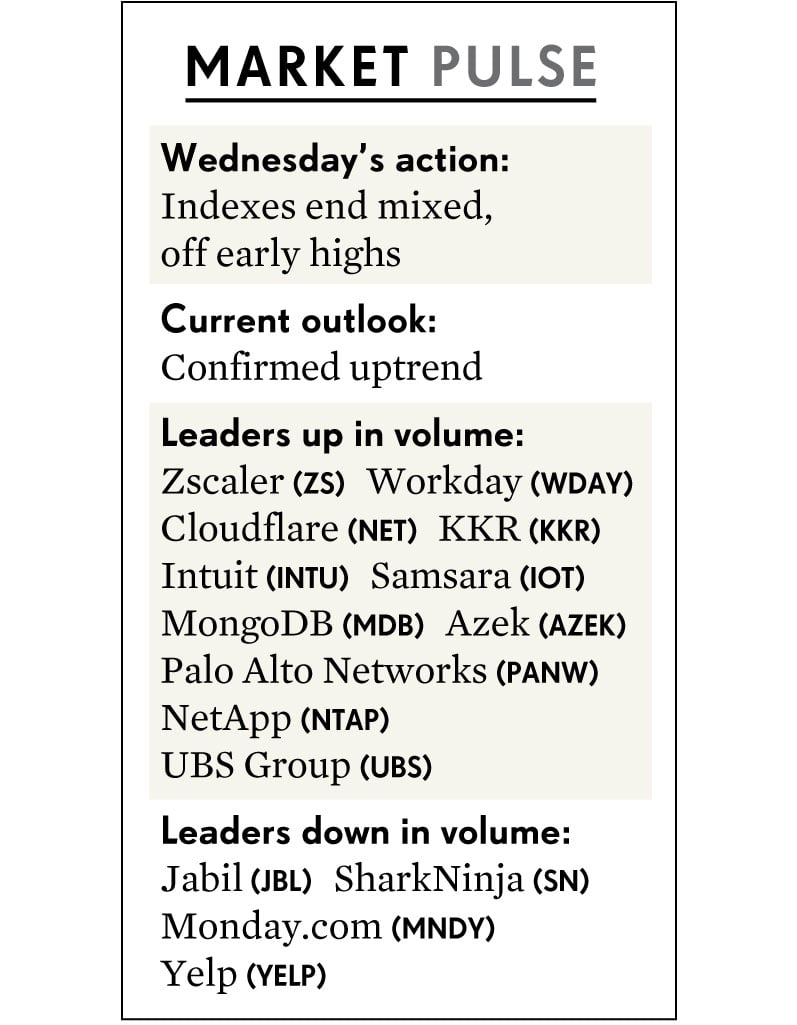 MARKET PULSE
Wednesday’s action:
Indexes end mixed,
off early highs
Current outlook:
Confirmed uptrend
Leaders up in volume:
Zscaler (ZS) Workday (WDAY)
Cloudflare (NET) KKR (KKR)
Intuit (INTU) Samsara (IOT)
MongoDB (MDB) Azek (AZEK)
Palo Alto Networks (PANW)
NetApp (NTAP)
UBS Group (UBS)
Leaders down in volume:
Jabil (JBL) SharkNinja (SN)
Monday.com (MNDY)
Yelp (YELP)